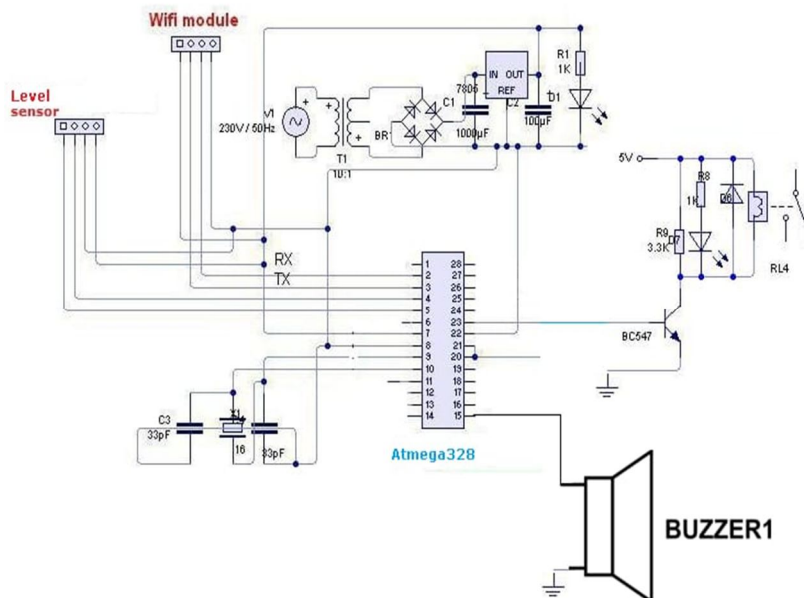 Wifi module
Level
sensor
V1
230V / 50Hz
T1
10:1
BR1
C1
1000µF
7806
IN OUT
REF
C2
100µF
D1
R1
1K
5V
R8
1K
D6
R9
3.3K
D7
RL4
BC547
RX
TX
1 28
2 27
3 26
4 25
5 24
6 23
7 22
8 21
9 20
10 19
11 18
12 17
13 16
14 15
C3
33pF
X1
16
33pF
Atmega328
BUZZER1